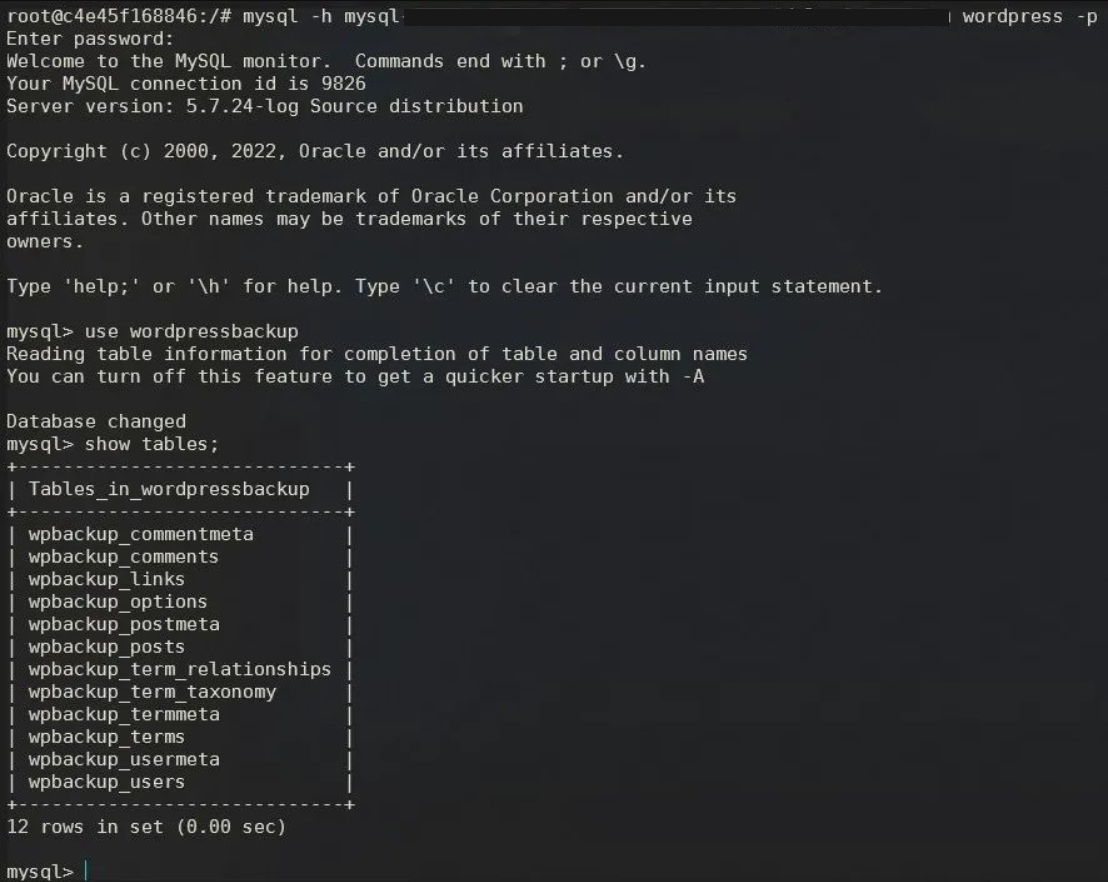 root@c4e45f168846:/# mysql -h mysql wordpress -p
Enter password:
Welcome to the MySQL monitor.  Commands end with ; or \g.
Your MySQL connection id is 9826
Server version: 5.7.24-log Source distribution

Copyright (c) 2000, 2022, Oracle and/or its affiliates.

Oracle is a registered trademark of Oracle Corporation and/or its
affiliates. Other names may be trademarks of their respective
owners.

Type 'help;' or '\h' for help. Type '\c' to clear the current input statement.

mysql> use wordpressbackup
Reading table information for completion of table and column names
You can turn off this feature to get a quicker startup with -A

Database changed
mysql> show tables;
+-----------------------------+
| Tables_in_wordpressbackup   |
+-----------------------------+
| wpbackup_commentmeta        |
| wpbackup_comments           |
| wpbackup_links              |
| wpbackup_options            |
| wpbackup_postmeta           |
| wpbackup_posts              |
| wpbackup_term_relationships |
| wpbackup_term_taxonomy      |
| wpbackup_termmeta           |
| wpbackup_terms              |
| wpbackup_usermeta           |
| wpbackup_users              |
+-----------------------------+
12 rows in set (0.00 sec)

mysql>